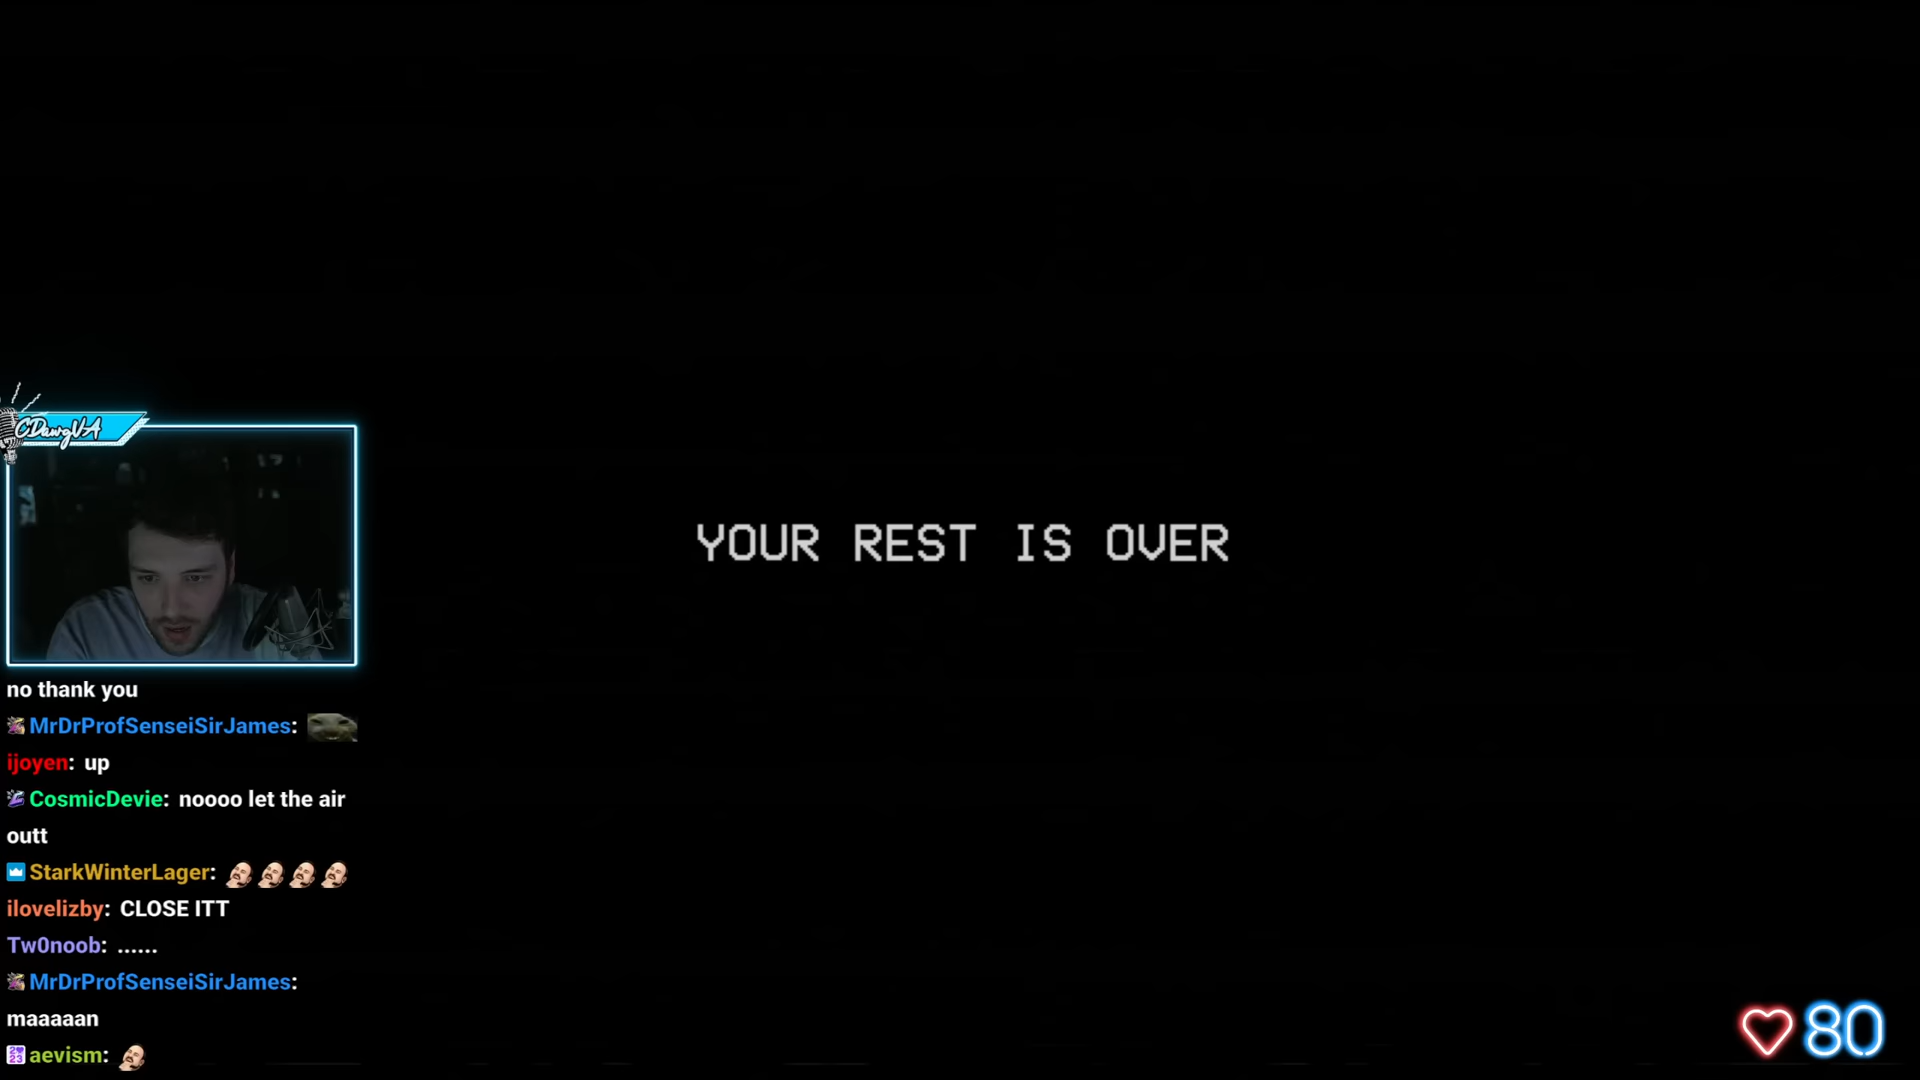 CDawgVA
YOUR REST IS OVER
no thank you
MrDrProfSenseiSirJames:
ijoyen: up
CosmicDevie: noooo let the air
outt
StarkWinterLager:
ilovelizby: CLOSE ITT
Tw0noob: ......
MrDrProfSenseiSirJames:
maaaaan
aevism:
80